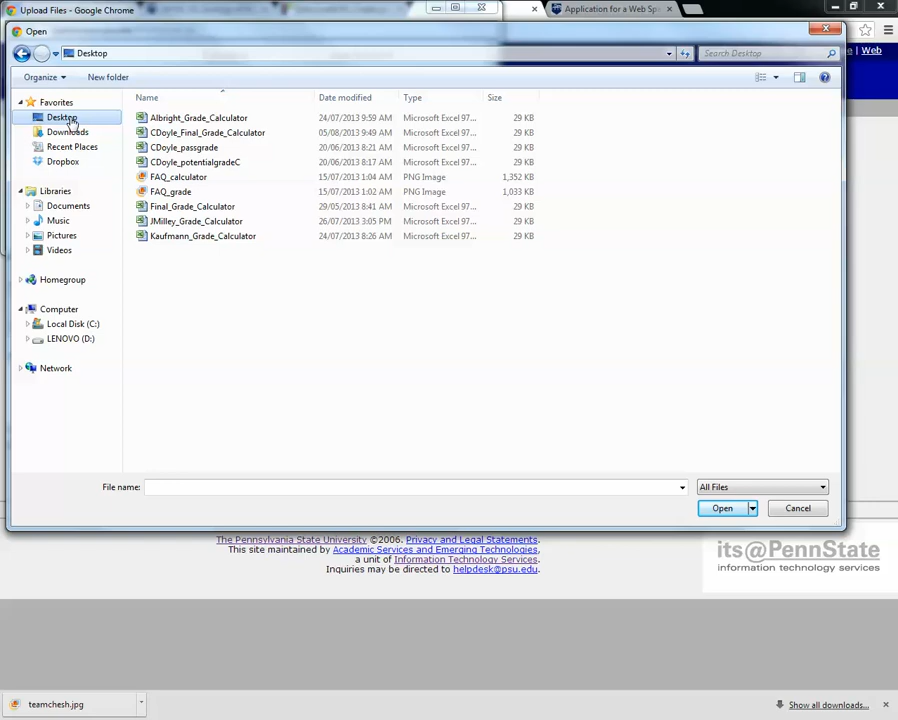 Upload Files - Google Chrome
Application for a Web Sp
Open
Desktop
Search Desktop
Web
Organize
New folder
Favorites
Desktop
Downloads
Recent Places
Dropbox
Libraries
Documents
Music
Pictures
Videos
Homegroup
Computer
Local Disk (C:)
LENOVO (D:)
Network
Name Date modified Type Size
Albright_Grade_Calculator 24/07/2013 9:59 AM Microsoft Excel 97... 29 KB
CDoyle_Final_Grade_Calculator 05/08/2013 9:49 AM Microsoft Excel 97... 29 KB
CDoyle_passgrade 20/06/2013 8:21 AM Microsoft Excel 97... 29 KB
CDoyle_potentialgradeC 20/06/2013 8:17 AM Microsoft Excel 97... 29 KB
FAQ_calculator 15/07/2013 1:04 AM PNG Image 1,352 KB
FAQ_grade 15/07/2013 1:02 AM PNG Image 1,033 KB
Final_Grade_Calculator 29/05/2013 8:41 AM Microsoft Excel 97... 29 KB
JMilley_Grade_Calculator 26/07/2013 3:05 PM Microsoft Excel 97... 29 KB
Kaufmann_Grade_Calculator 24/07/2013 8:26 AM Microsoft Excel 97... 29 KB
File name:
All Files
Open
Cancel
The Pennsylvania State University ©2006. Privacy and Legal Statements.
This site maintained by Academic Services and Emerging Technologies,
a unit of Information Technology Services.
Inquiries may be directed to helpdesk@psu.edu.
its@PennState
information technology services
teamchesh.jpg
Show all downloads...